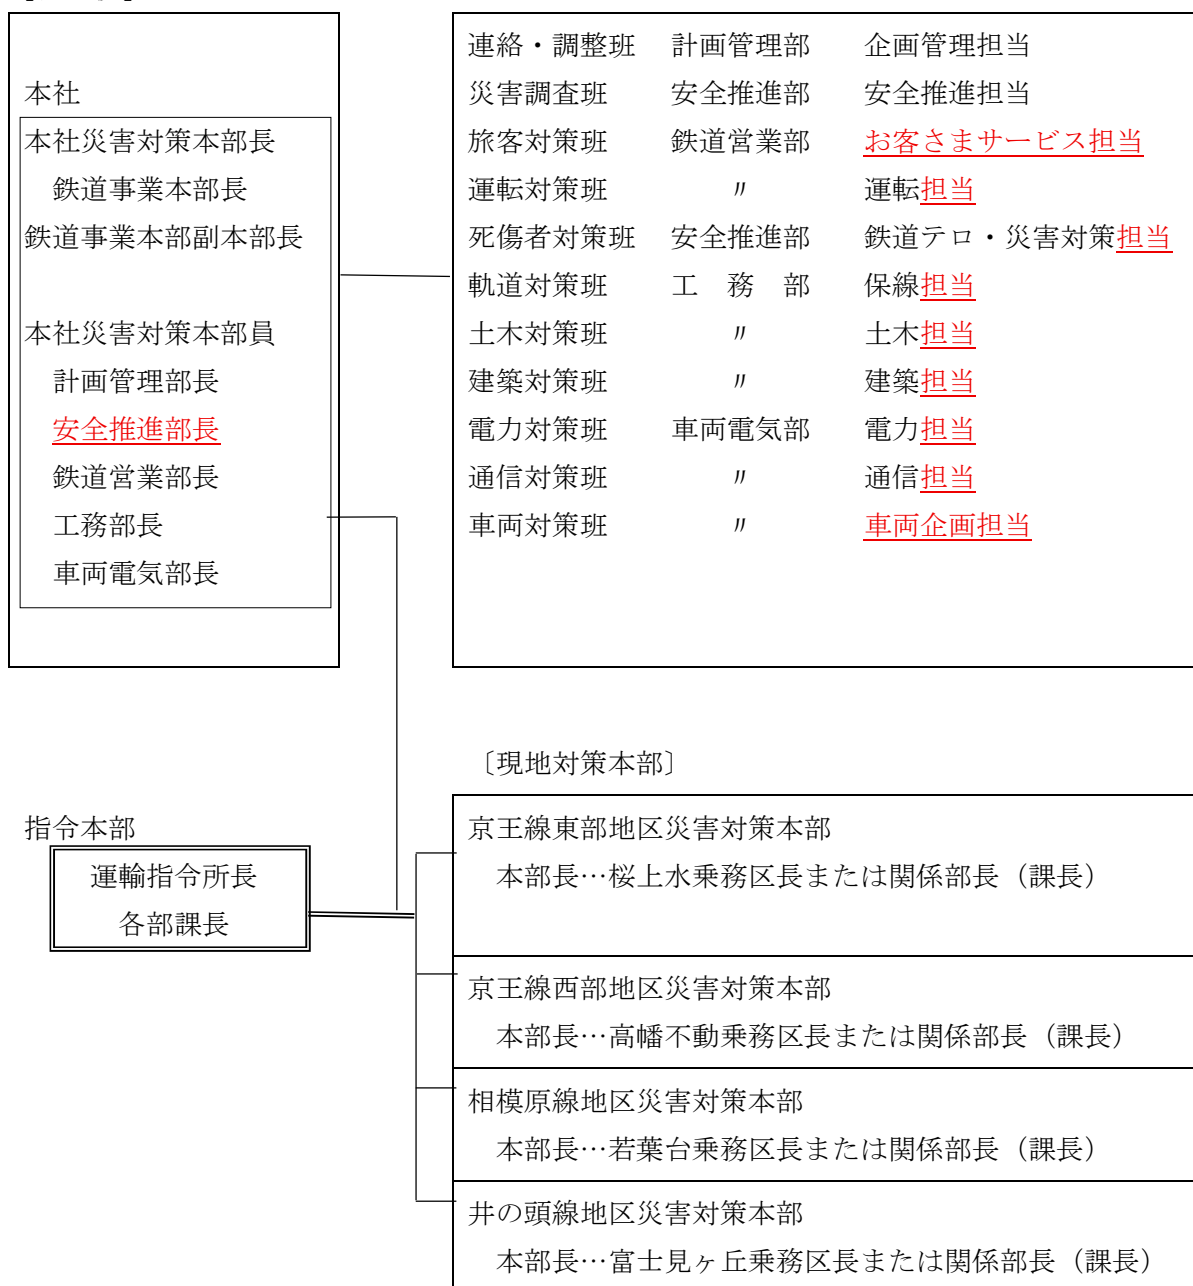 本社
本社災害対策本部長
鉄道事業本部長
鉄道事業本部副本部長
本社災害対策本部員
計画管理部長
安全推進部長
鉄道営業部長
工務部長
車両電気部長
連絡・調整班 計画管理部 企画管理担当
災害調査班 安全推進部 安全推進担当
旅客対策班 鉄道営業部 お客さまサービス担当
運転対策班 〃 運転担当
死傷者対策班 安全推進部 鉄道テロ・災害対策担当
軌道対策班 工務部 保線担当
土木対策班 〃 土木担当
建築対策班 〃 建築担当
電力対策班 車両電気部 電力担当
通信対策班 〃 通信担当
車両対策班 〃 車両企画担当
指令本部
運輸指令所長
各部課長
〔現地対策本部〕
京王線東部地区災害対策本部
本部長…桜上水乗務区長または関係部長（課長）
京王線西部地区災害対策本部
本部長…高幡不動乗務区長または関係部長（課長）
相模原線地区災害対策本部
本部長…若葉台乗務区長または関係部長（課長）
井の頭線地区災害対策本部
本部長…富士見ヶ丘乗務区長または関係部長（課長）